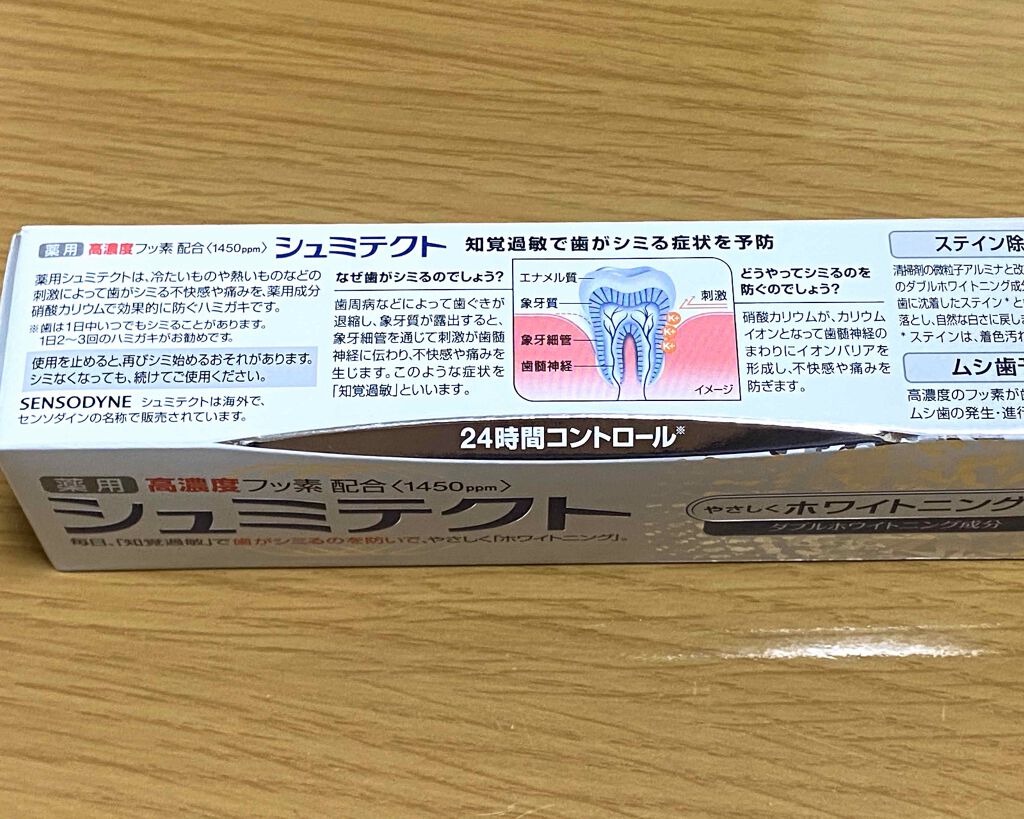 薬用 高濃度フッ素 配合〈1450ppm〉 シュミテクト 知覚過敏で歯がシミる症状を予防
薬用シュミテクトは、冷たいものや熱いものなどの
刺激によって歯がシミる不快感や痛みを、薬用成分
硝酸カリウムで効果的に防ぐハミガキです。
※歯は1日中いつでもシミることがあります。
1日2〜3回のハミガキがお勧めです。
使用を止めると、再びシミ始めるおそれがあります。
シミなくなっても、続けてご使用ください。
SENSODYNE シュミテクトは海外で、
センソダインの名称で販売されています。
なぜ歯がシミるのでしょう?
歯周病などによって歯ぐきが
退縮し、象牙質が露出すると、
象牙細管を通じて刺激が歯髄
神経に伝わり、不快感や痛みを
生じます。このような症状を
「知覚過敏」といいます。
エナメル質
象牙質
象牙細管
歯髄神経
刺激
イメージ
どうやってシミるのを
防ぐのでしょう?
硝酸カリウムが、カリウム
イオンとなって歯髄神経の
まわりにイオンバリアを
形成し、不快感や痛みを
防ぎます。
ステイン除
清掃剤の微粒子アルミナと改
のダブルホワイトニング成
歯に沈着したステイン*と
落とし、自然な白さに戻しま
*ステインは、着色汚
ムシ歯
高濃度のフッ素が
ムシ歯の発生・進
24時間コントロール※
薬用 高濃度フッ素 配合〈1450ppm〉
シュミテクト
毎日、「知覚過敏」で歯がシミるのを防いで、やさしく「ホワイトニング」。
やさしくホワイトニング
ダブルホワイトニング成分